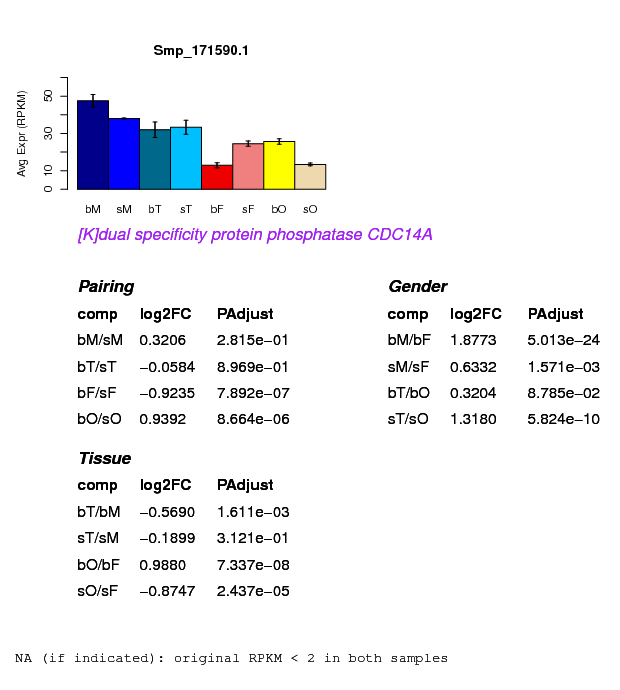 Smp_171590.1
Avg Expr (RPKM)
50
30
10
0
bM sM bT sT bF sF bO sO
[K]dual specificity protein phosphatase CDC14A
Pairing
comp log2FC PAdjust
bM/sM 0.3206 2.815e−01
bT/sT −0.0584 8.969e−01
bF/sF −0.9235 7.892e−07
bO/sO 0.9392 8.664e−06
Gender
comp log2FC PAdjust
bM/bF 1.8773 5.013e−24
sM/sF 0.6332 1.571e−03
bT/bO 0.3204 8.785e−02
sT/sO 1.3180 5.824e−10
Tissue
comp log2FC PAdjust
bT/bM −0.5690 1.611e−03
sT/sM −0.1899 3.121e−01
bO/bF 0.9880 7.337e−08
sO/sF −0.8747 2.437e−05
NA (if indicated): original RPKM < 2 in both samples